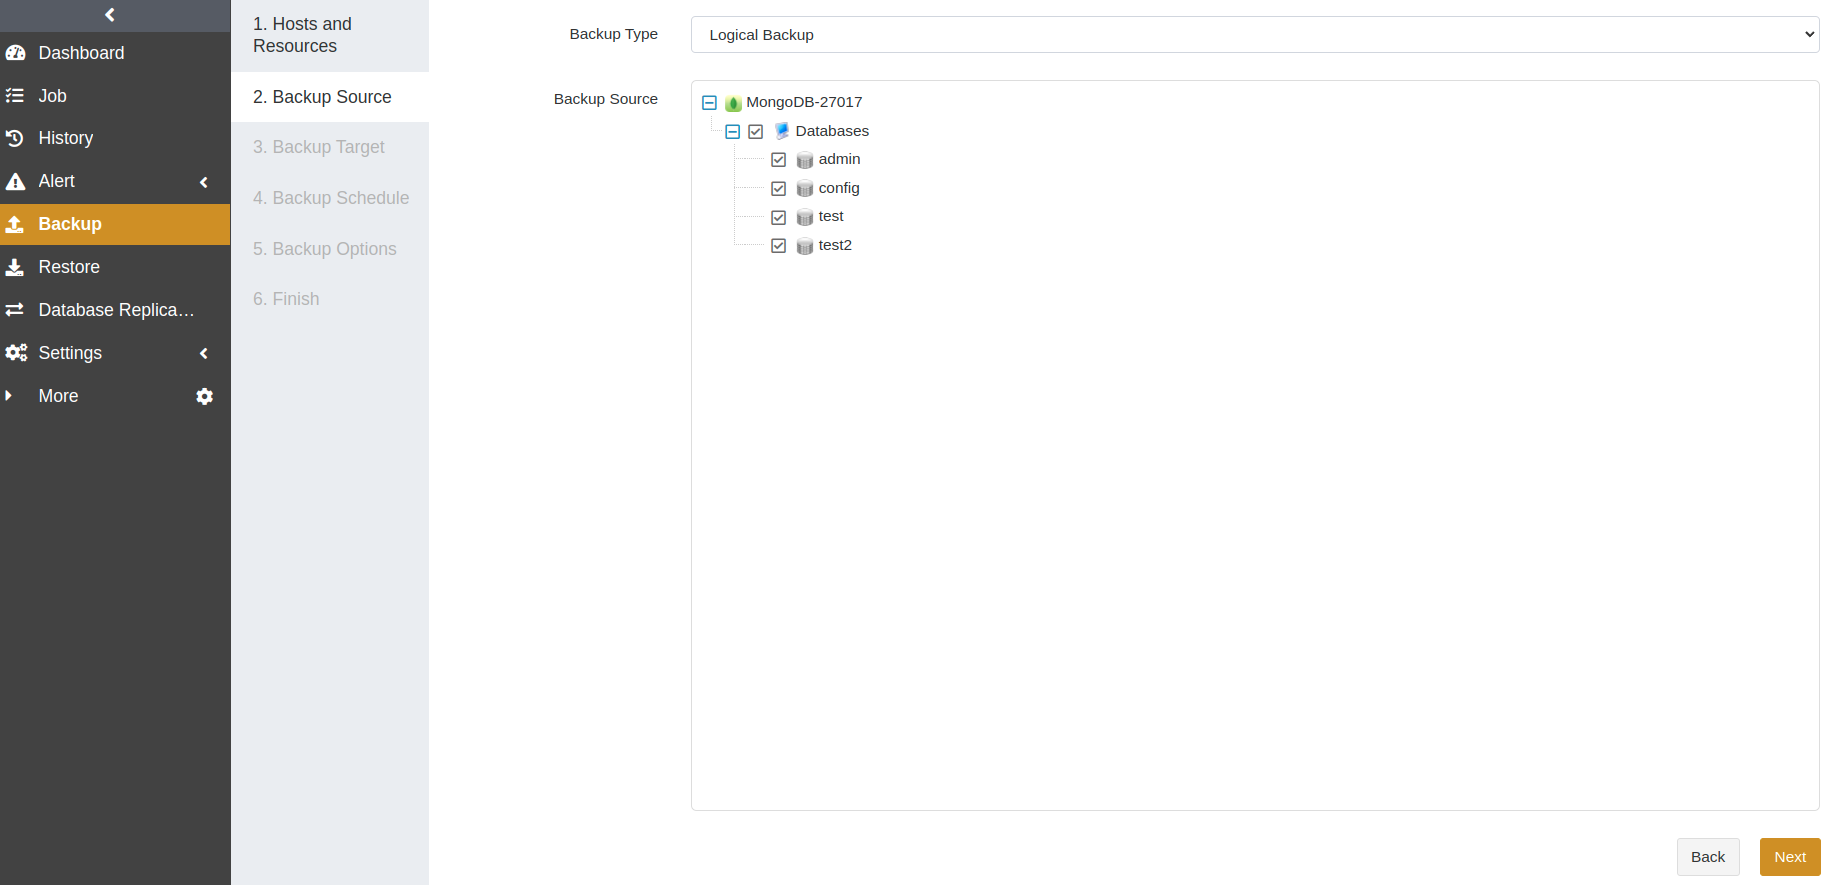 Dashboard
Job
History
Alert
Backup
Restore
Database Replica…
Settings
More
1. Hosts and
Resources
2. Backup Source
3. Backup Target
4. Backup Schedule
5. Backup Options
6. Finish
Backup Type
Logical Backup
Backup Source
MongoDB-27017
Databases
admin
config
test
test2
Back
Next